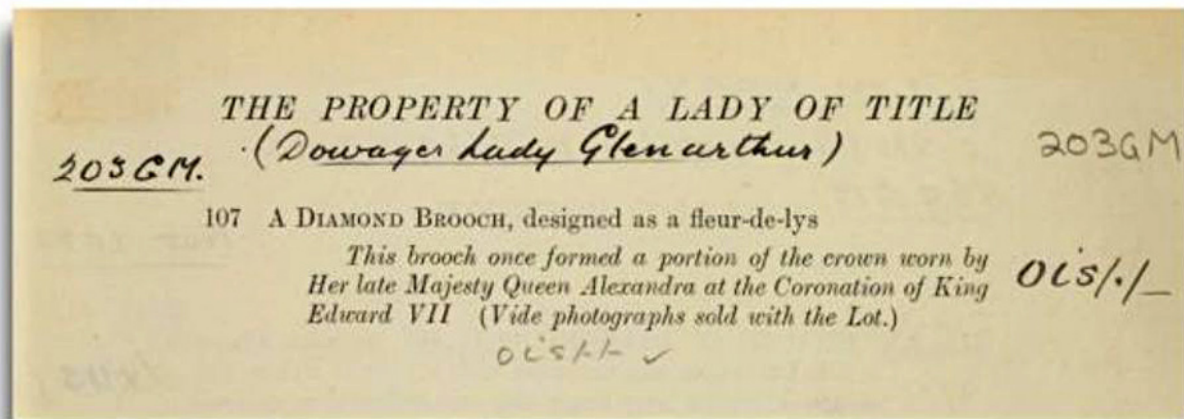 THE PROPERTY OF A LADY OF TITLE
(Dowager Lady Glenarthur)
203GM.
203GM
107 A DIAMOND BROOCH, designed as a fleur-de-lys
This brooch once formed a portion of the crown worn by
Her late Majesty Queen Alexandra at the Coronation of King
Edward VII (Vide photographs sold with the Lot.)
OIS/./_
OIS/-/- ✓